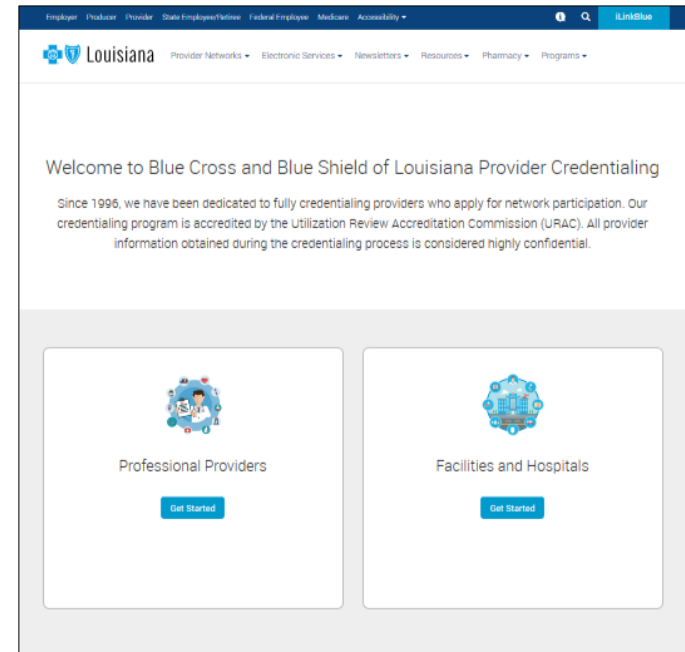 Employer Producer Provider State Employee/Retiree Federal Employee Medicare Accessibility iLinkBlue
Louisiana Provider Networks Electronic Services Newsletters Resources Pharmacy Programs
Welcome to Blue Cross and Blue Shield of Louisiana Provider Credentialing
Since 1996, we have been dedicated to fully credentialing providers who apply for network participation. Our
credentialing program is accredited by the Utilization Review Accreditation Commission (URAC). All provider
information obtained during the credentialing process is considered highly confidential.
Professional Providers
Facilities and Hospitals
Get Started
Get Started